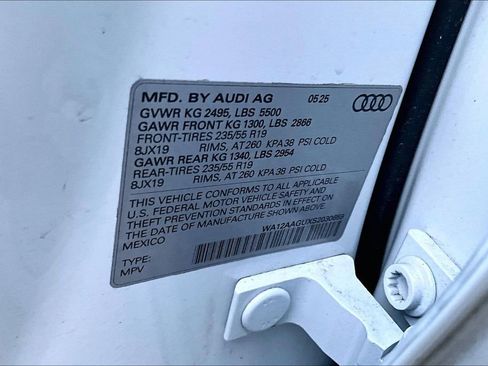 MFD. BY AUDI AG 05·25
GVWR KG 2495, LBS 5500
GAWR FRONT KG 1300, LBS 2866
FRONT-TIRES 235/55 R19
8JX19 RIMS, AT 260 KPA 38 PSI COLD
GAWR REAR KG 1340, LBS 2954
REAR-TIRES 235/55 R19
8JX19 RIMS, AT 260 KPA 38 PSI COLD
THIS VEHICLE CONFORMS TO ALL APPLICABLE
U.S. FEDERAL MOTOR VEHICLE SAFETY AND
THEFT PREVENTION STANDARDS IN EFFECT ON
THE DATE OF MANUFACTURE SHOWN ABOVE.
MEXICO
WA12AAGUXS2030869
TYPE:
MPV